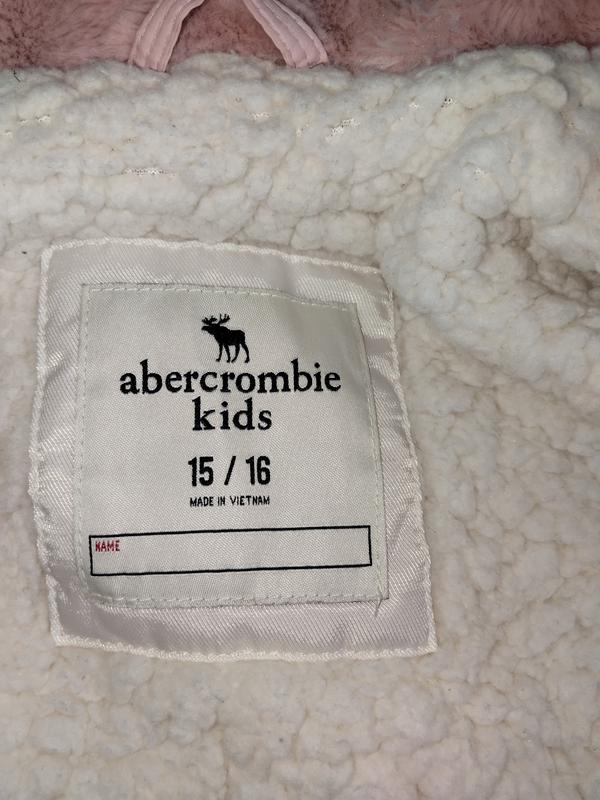 abercrombie
kids
15 / 16
MADE IN VIETNAM
NAME